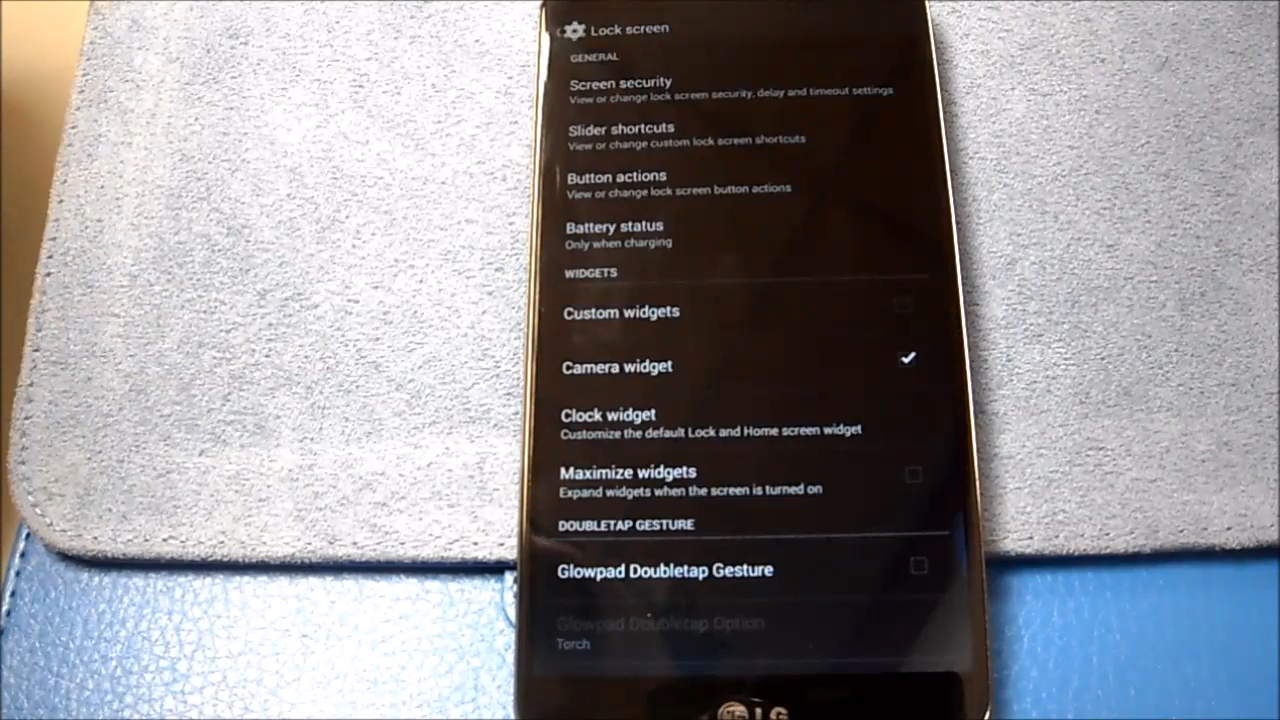 Lock screen
GENERAL
Screen security
View or change lock screen security, delay and timeout settings
Slider shortcuts
View or change custom lock screen shortcuts
Button actions
View or change lock screen button actions
Battery status
Only when charging
WIDGETS
Custom widgets
Camera widget
Clock widget
Customize the default Lock and Home screen widget
Maximize widgets
Expand widgets when the screen is turned on
DOUBLETAP GESTURE
Glowpad Doubletap Gesture
Glowpad Doubletap Option
Torch
LG